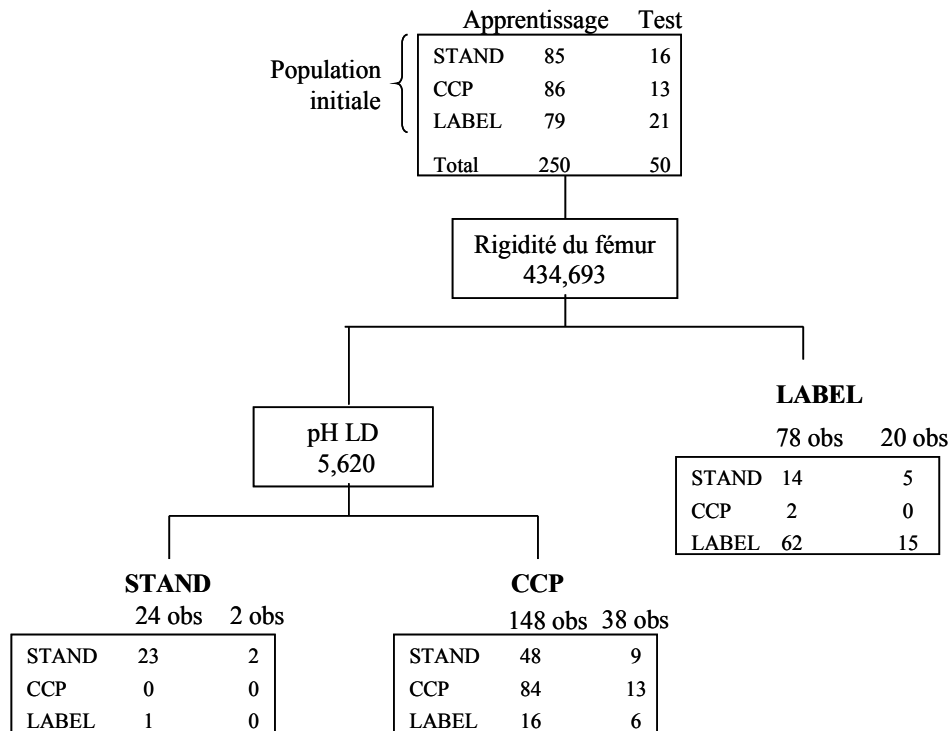 Apprentissage Test
Population
initiale
STAND 85 16
CCP 86 13
LABEL 79 21
Total 250 50
Rigidité du fémur
434,693
LABEL
78 obs 20 obs
STAND 14 5
CCP 2 0
LABEL 62 15
pH LD
5,620
STAND
24 obs 2 obs
STAND 23 2
CCP 0 0
LABEL 1 0
CCP
148 obs 38 obs
STAND 48 9
CCP 84 13
LABEL 16 6